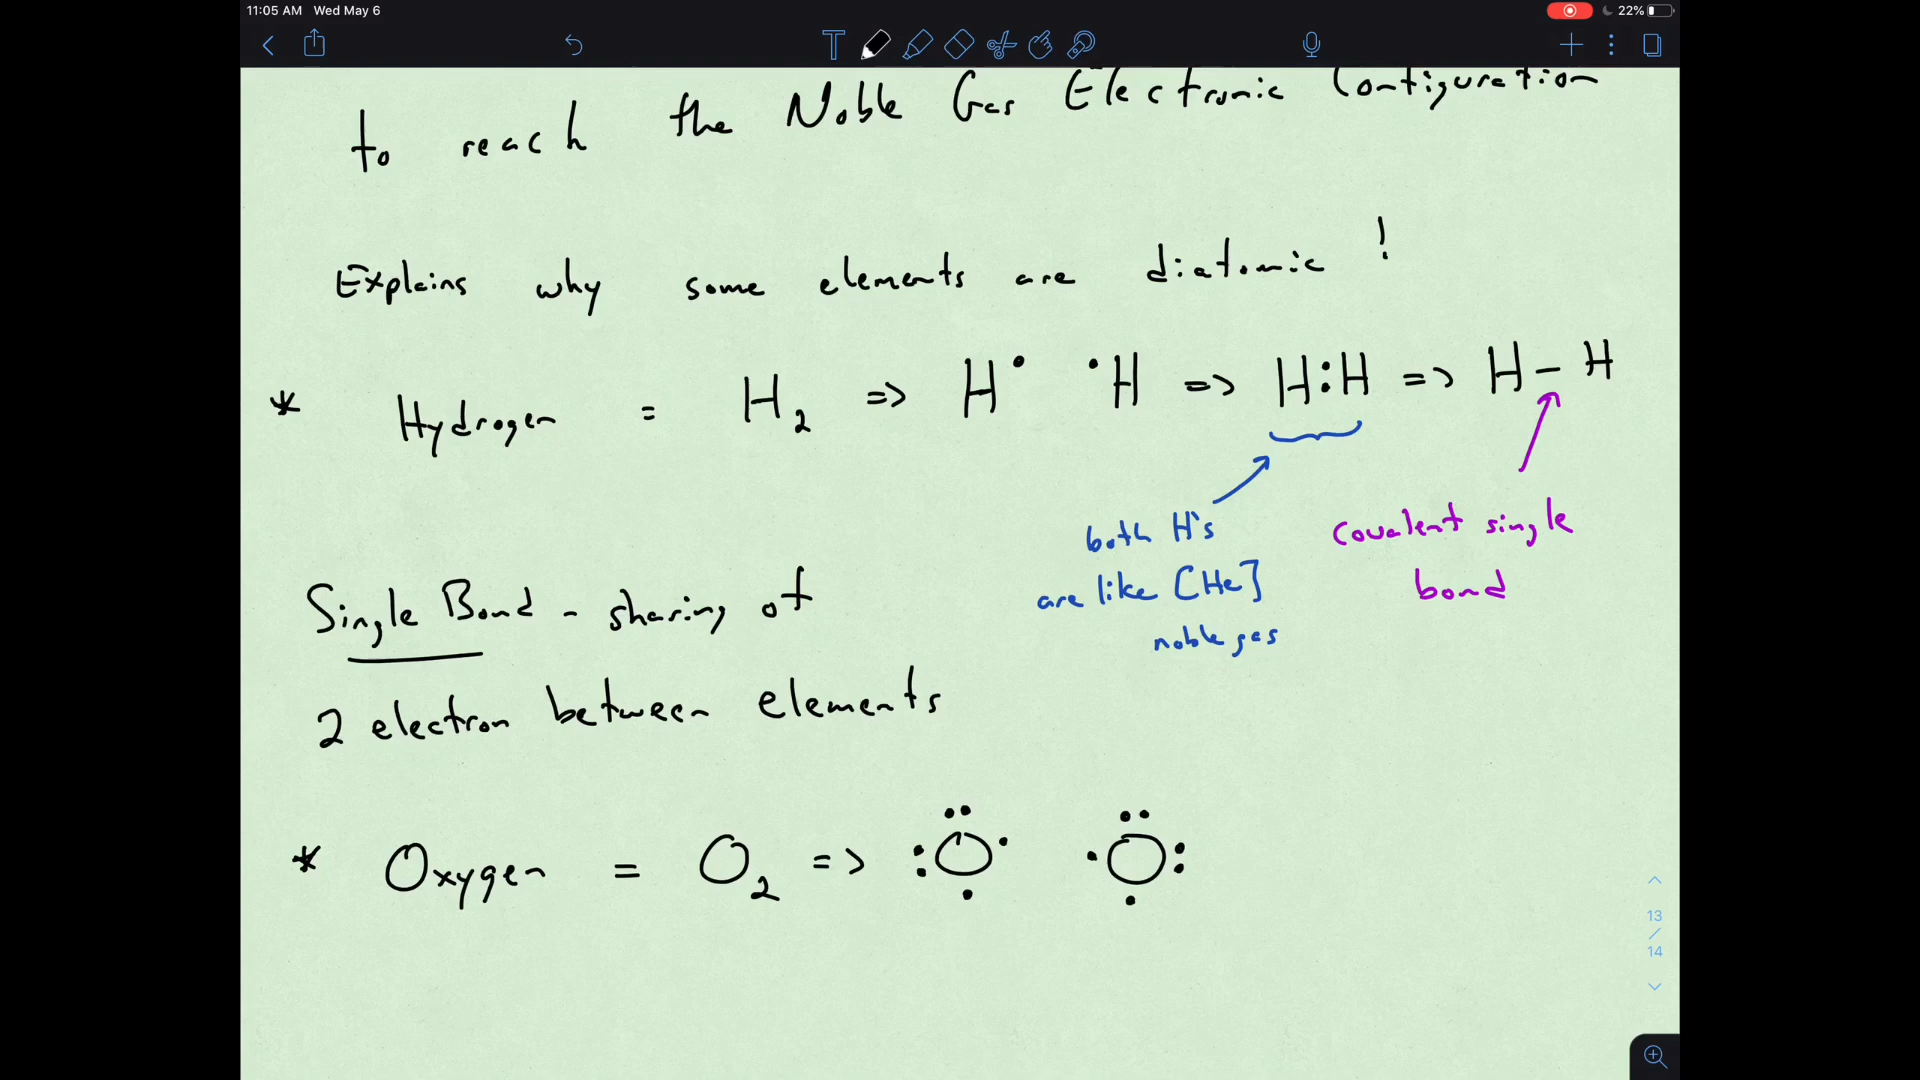 11:05 AM Wed May 6
22%
T
to reach the Noble Gas Electronic Configuration
Explains why some elements are diatomic !
* Hydrogen = H₂ => H• •H => H:H => H–H
both H's
are like [He]
noble gas
covalent single
bond
Single Bond - sharing of
2 electron between elements
* Oxygen = O₂ => O O
13
/
14